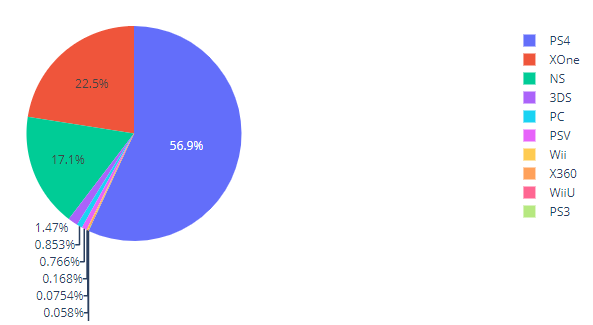 22.5%
56.9%
17.1%
1.47%
0.853%
0.766%
0.168%
0.0754%
0.058%
PS4
XOne
NS
3DS
PC
PSV
Wii
X360
WiiU
PS3